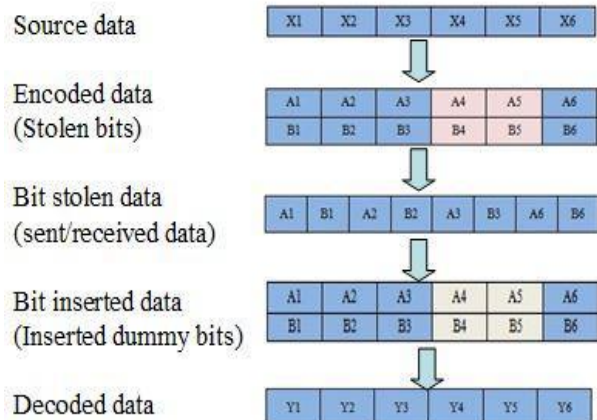 Source data
X1 X2 X3 X4 X5 X6
Encoded data
(Stolen bits)
A1 A2 A3 A4 A5 A6
B1 B2 B3 B4 B5 B6
Bit stolen data
(sent/received data)
A1 B1 A2 B2 A3 B3 A6 B6
Bit inserted data
(Inserted dummy bits)
A1 A2 A3 A4 A5 A6
B1 B2 B3 B4 B5 B6
Decoded data
Y1 Y2 Y3 Y4 Y5 Y6